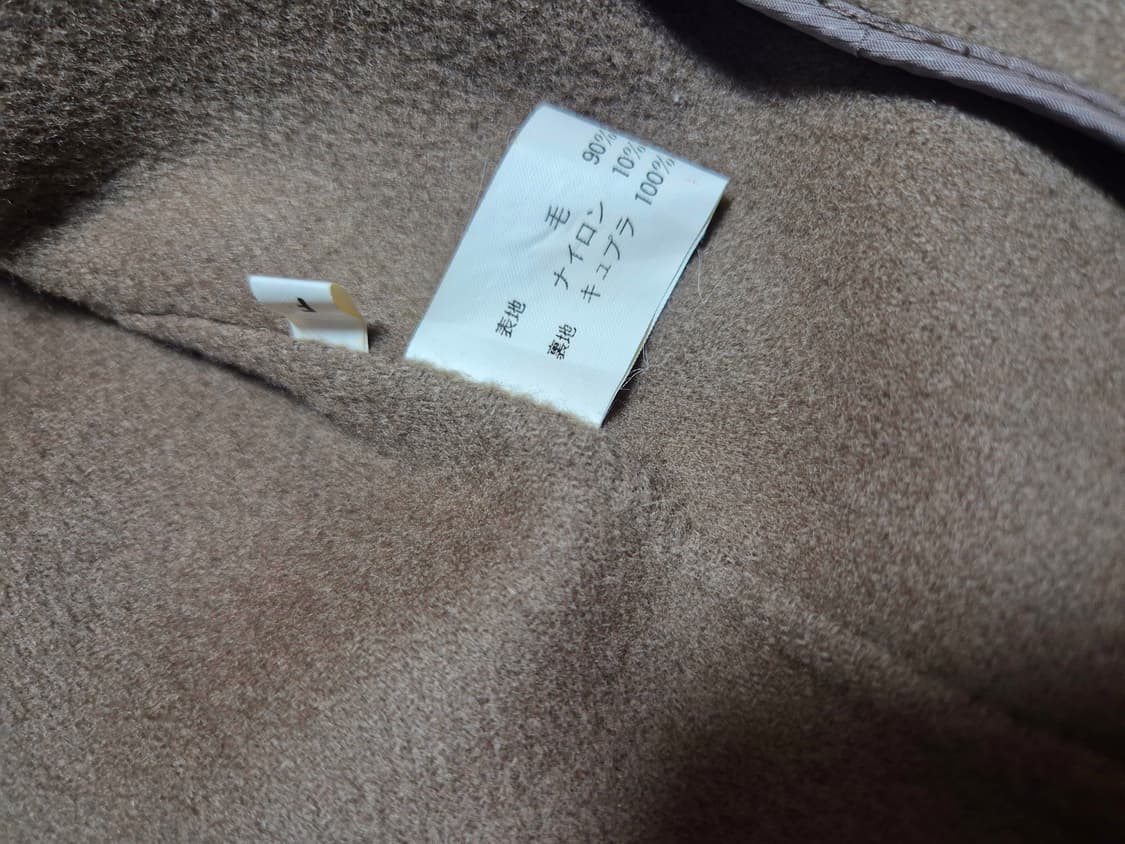 表地 毛 90%
ナイロン 10%
裏地 キュプラ 100%